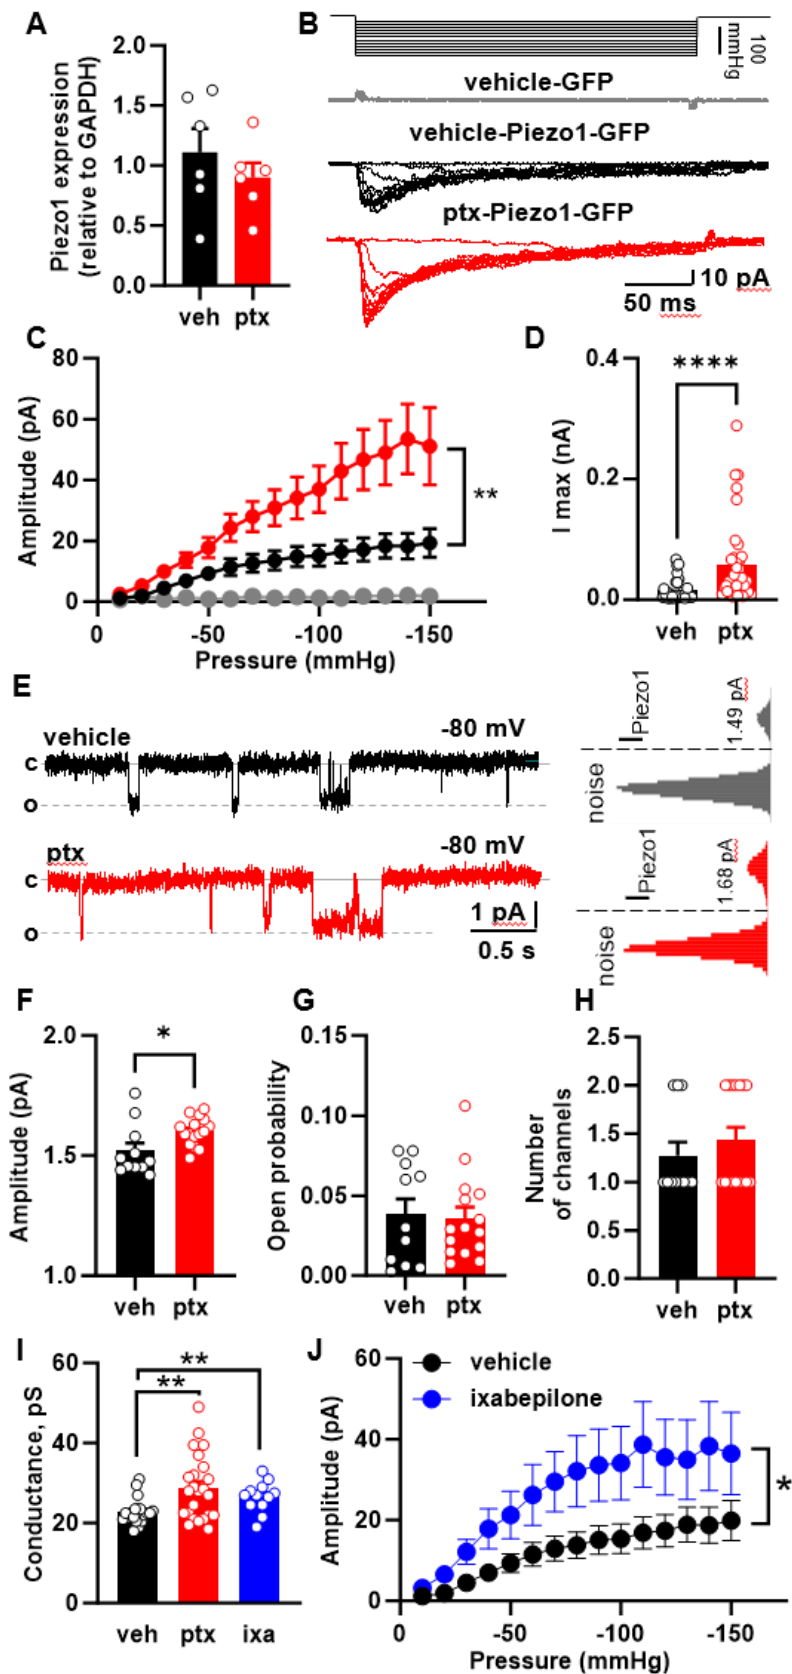 A
Piezo1 expression
(relative to GAPDH)
2.0
1.5
1.0
0.5
0.0
veh
ptx
B
100
mmHg
vehicle-GFP
vehicle-Piezo1-GFP
ptx-Piezo1-GFP
10 pA
50 ms
C
Amplitude (pA)
80
60
40
20
0
0
-50
-100
-150
Pressure (mmHg)
**
D
I max (nA)
0.4
0.2
0.0
****
veh
ptx
E
vehicle
-80 mV
c
o
ptx
-80 mV
c
o
1 pA
0.5 s
IPiezo1
1.49 pA
noise
IPiezo1
1.68 pA
noise
F
Amplitude (pA)
2.0
1.5
1.0
*
veh
ptx
G
Open probability
0.15
0.10
0.05
0.00
veh
ptx
H
Number
of channels
2.5
2.0
1.5
1.0
0.5
0.0
veh
ptx
I
Conductance, pS
60
40
20
0
**
**
veh
ptx
ixa
J
Amplitude (pA)
60
40
20
0
vehicle
ixabepilone
*
0
-50
-100
-150
Pressure (mmHg)